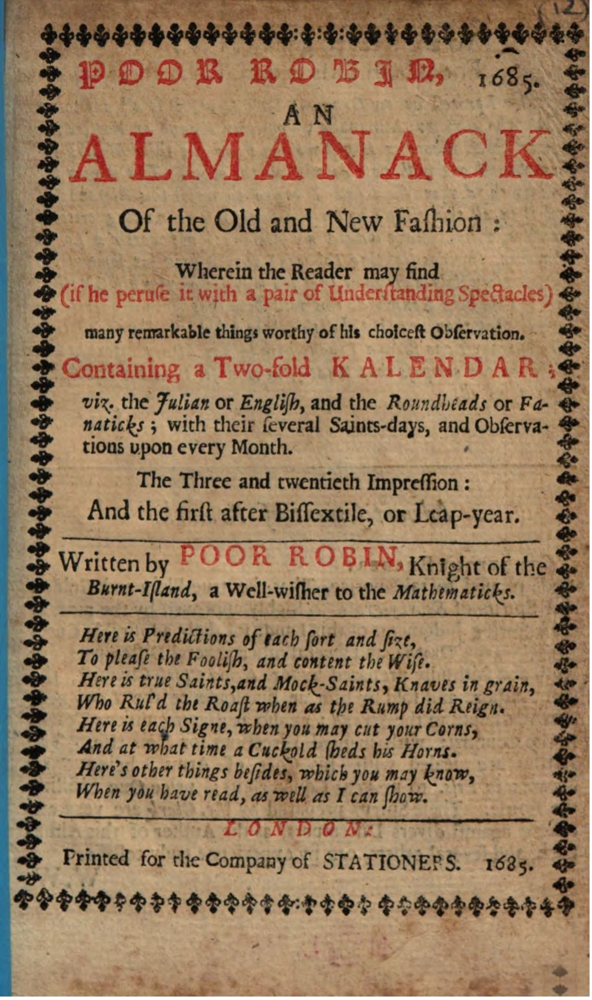 (12)
POOR ROBIN, 1685.
AN
ALMANACK
Of the Old and New Faſhion :
Wherein the Reader may find
(if he peruſe it with a pair of Underſtanding Spectacles)
many remarkable things worthy of his choiceſt Obſervation.
Containing a Two-fold KALENDAR;
viz. the Julian or Engliſh, and the Roundheads or Fa-
naticks ; with their ſeveral Saints-days, and Obſerva-
tions upon every Month.
The Three and twentieth Impreſſion :
And the firſt after Biſſextile, or Leap-year.
Written by POOR ROBIN, Knight of the
Burnt-Iſland, a Well-wiſher to the Mathematicks.
Here is Predictions of each ſort and ſize,
To pleaſe the Fooliſh, and content the Wiſe.
Here is true Saints, and Mock-Saints, Knaves in grain,
Who Rul'd the Roaſt when as the Rump did Reign.
Here is each Signe, when you may cut your Corns,
And at what time a Cuckold ſheds his Horns.
Here's other things beſides, which you may know,
When you have read, as well as I can ſhow.
LONDON:
Printed for the Company of STATIONERS. 1685.